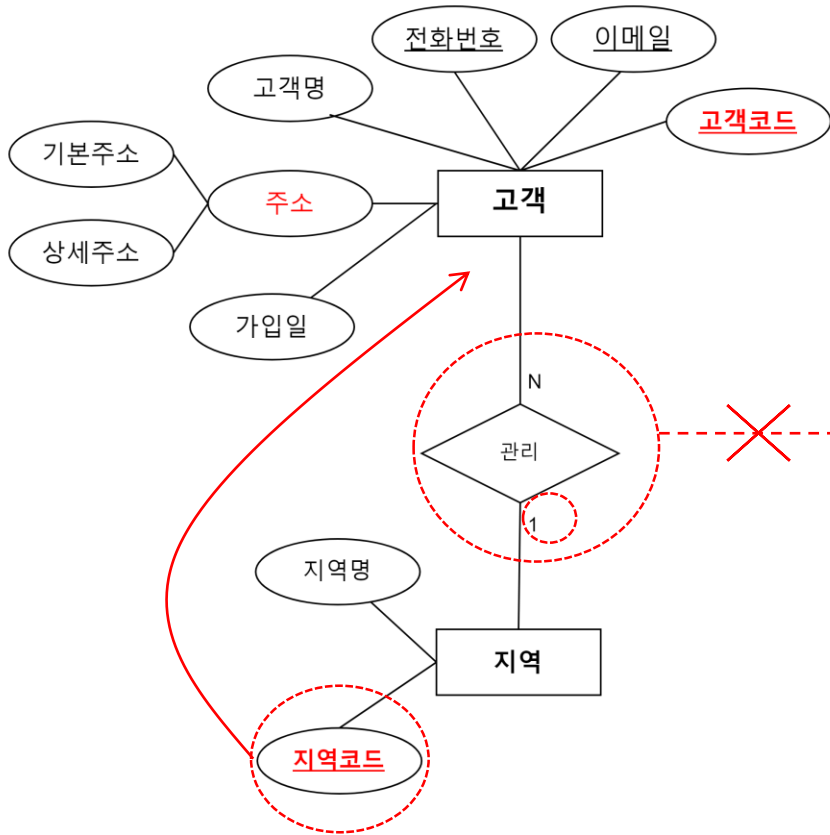 전화번호
이메일
고객명
고객코드
기본주소
주소
고객
상세주소
가입일
N
관리
1
지역명
지역
지역코드